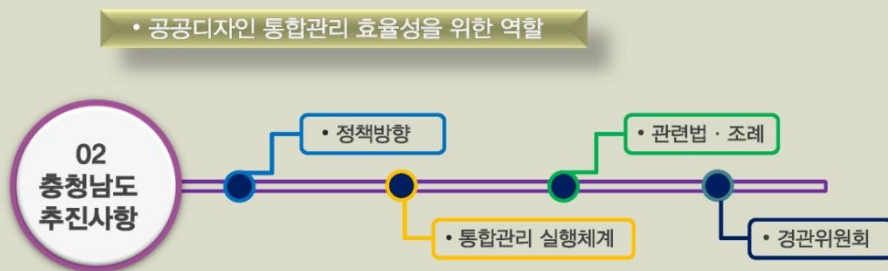 • 공공디자인 통합관리 효율성을 위한 역할
02
충청남도
추진사항
• 정책방향
• 통합관리 실행체계
• 관련법 · 조례
• 경관위원회